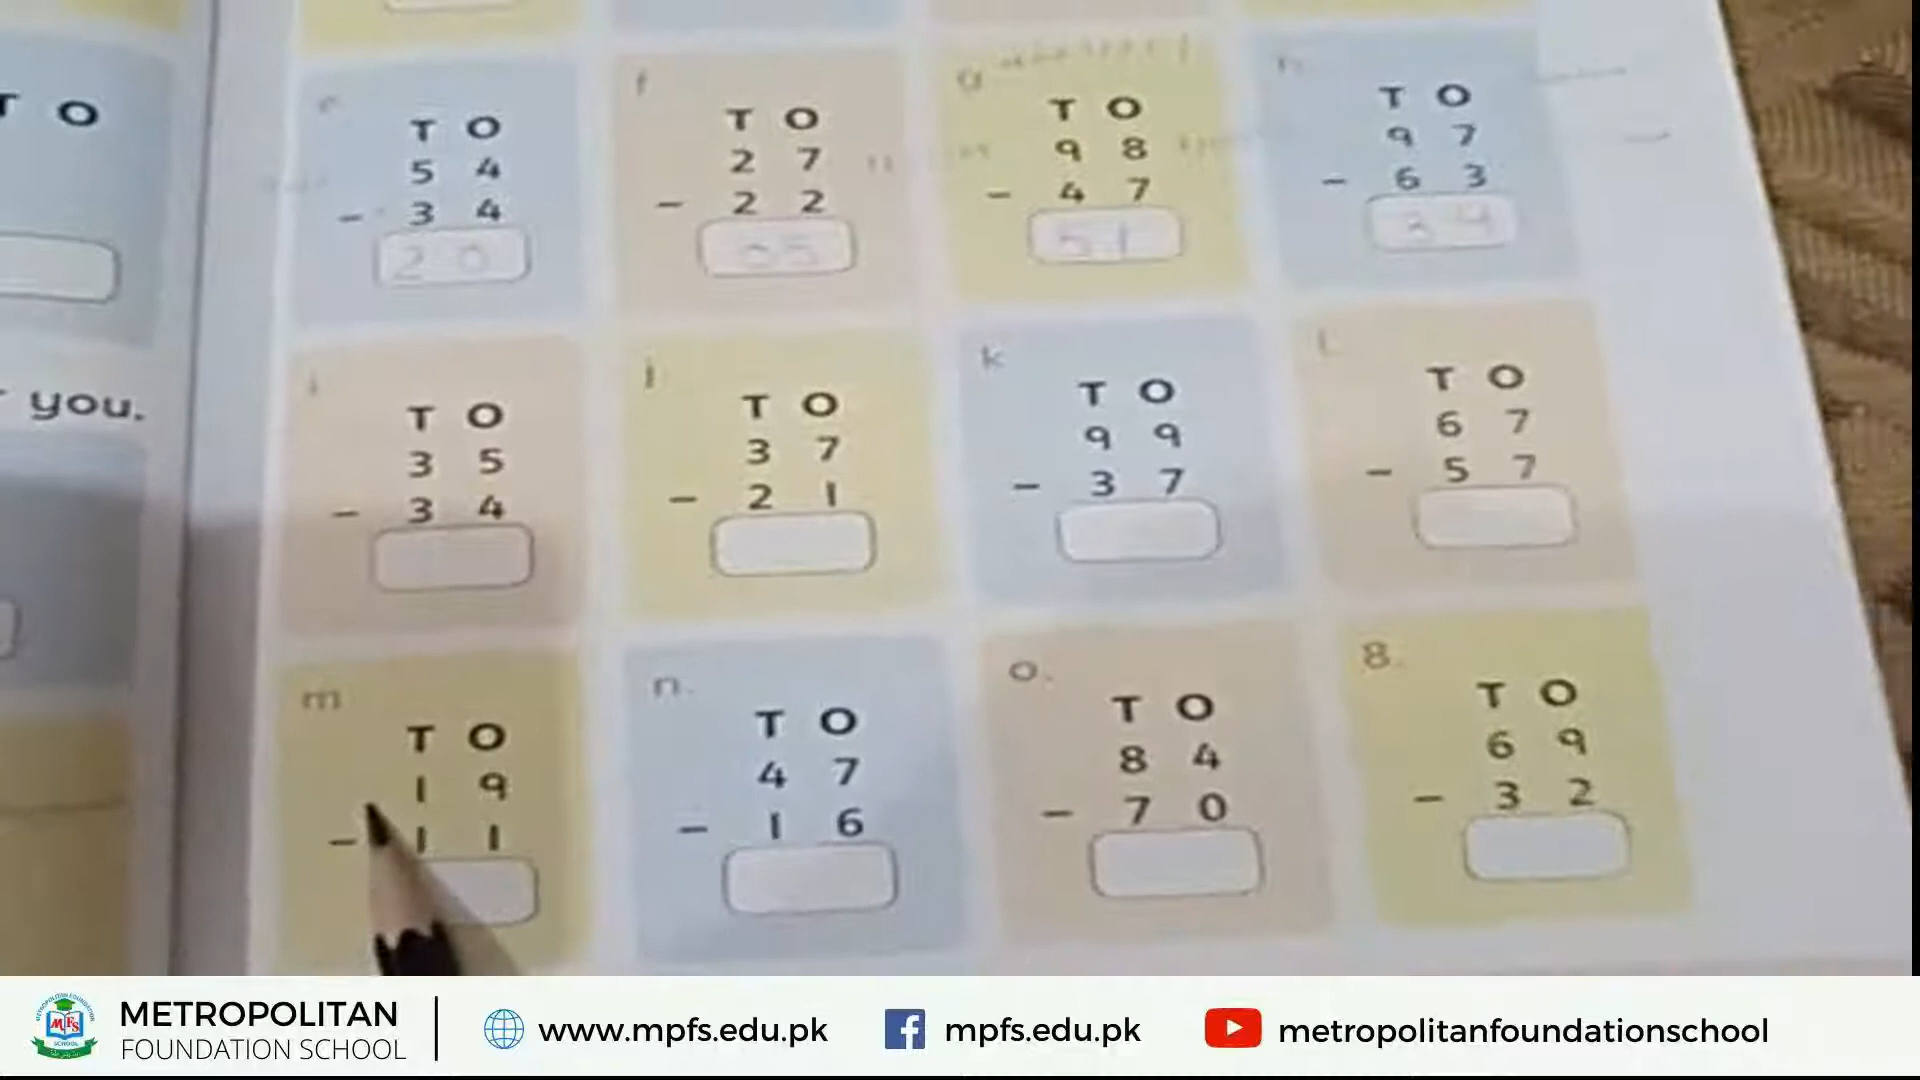 T O
you.
e
T O
5 4
- 3 4
20
f
T O
2 7
- 2 2
05
g
T O
9 8
- 4 7
51
h.
T O
9 7
- 6 3
34
i
T O
3 5
- 3 4
j
T O
3 7
- 2 1
k
T O
9 9
- 3 7
l.
T O
6 7
- 5 7
m
T O
1 9
- 1 1
n.
T O
4 7
- 1 6
o.
T O
8 4
- 7 0
8.
T O
6 9
- 3 2
METROPOLITAN
FOUNDATION SCHOOL
www.mpfs.edu.pk
mpfs.edu.pk
metropolitanfoundationschool